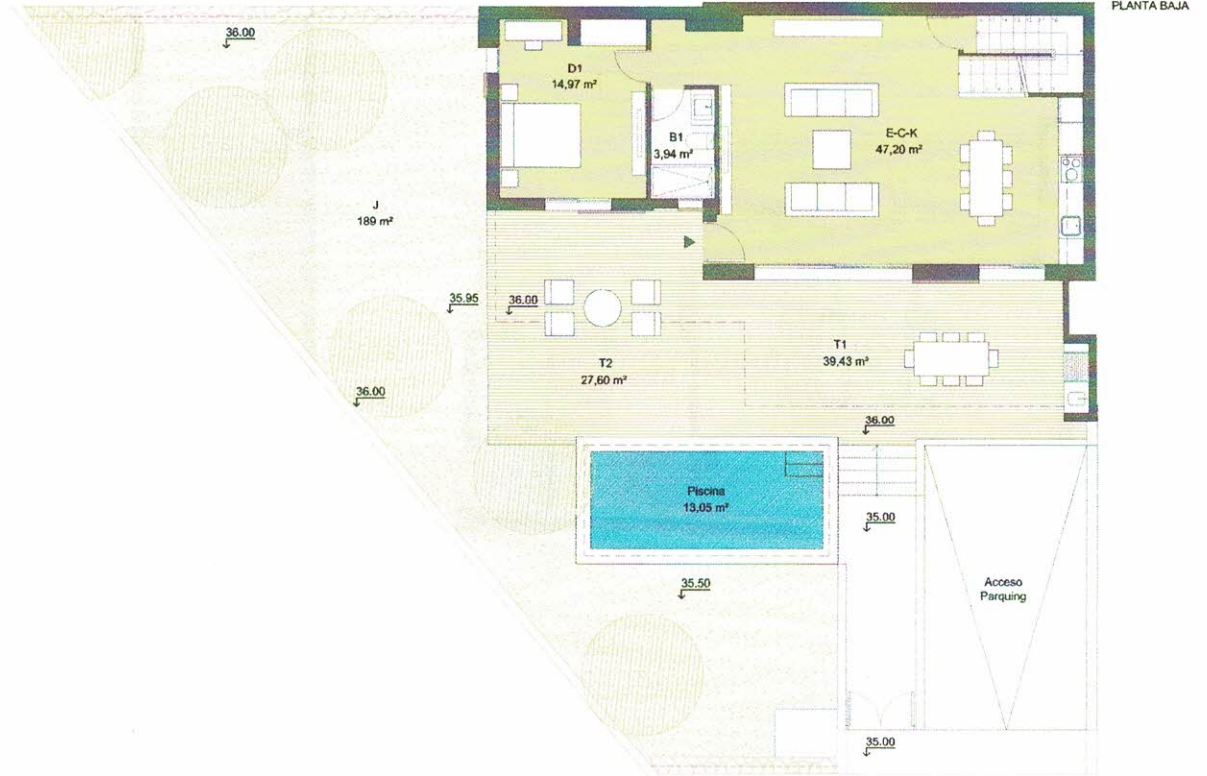 PLANTA BAJA
36.00
D1
14,97 m²
B1
3,94 m²
E-C-K
47,20 m²
J
189 m²
35.95
36.00
T2
27,60 m²
T1
39,43 m²
36.00
36.00
Piscina
13,05 m²
35.00
35.50
Acceso
Parquing
35.00